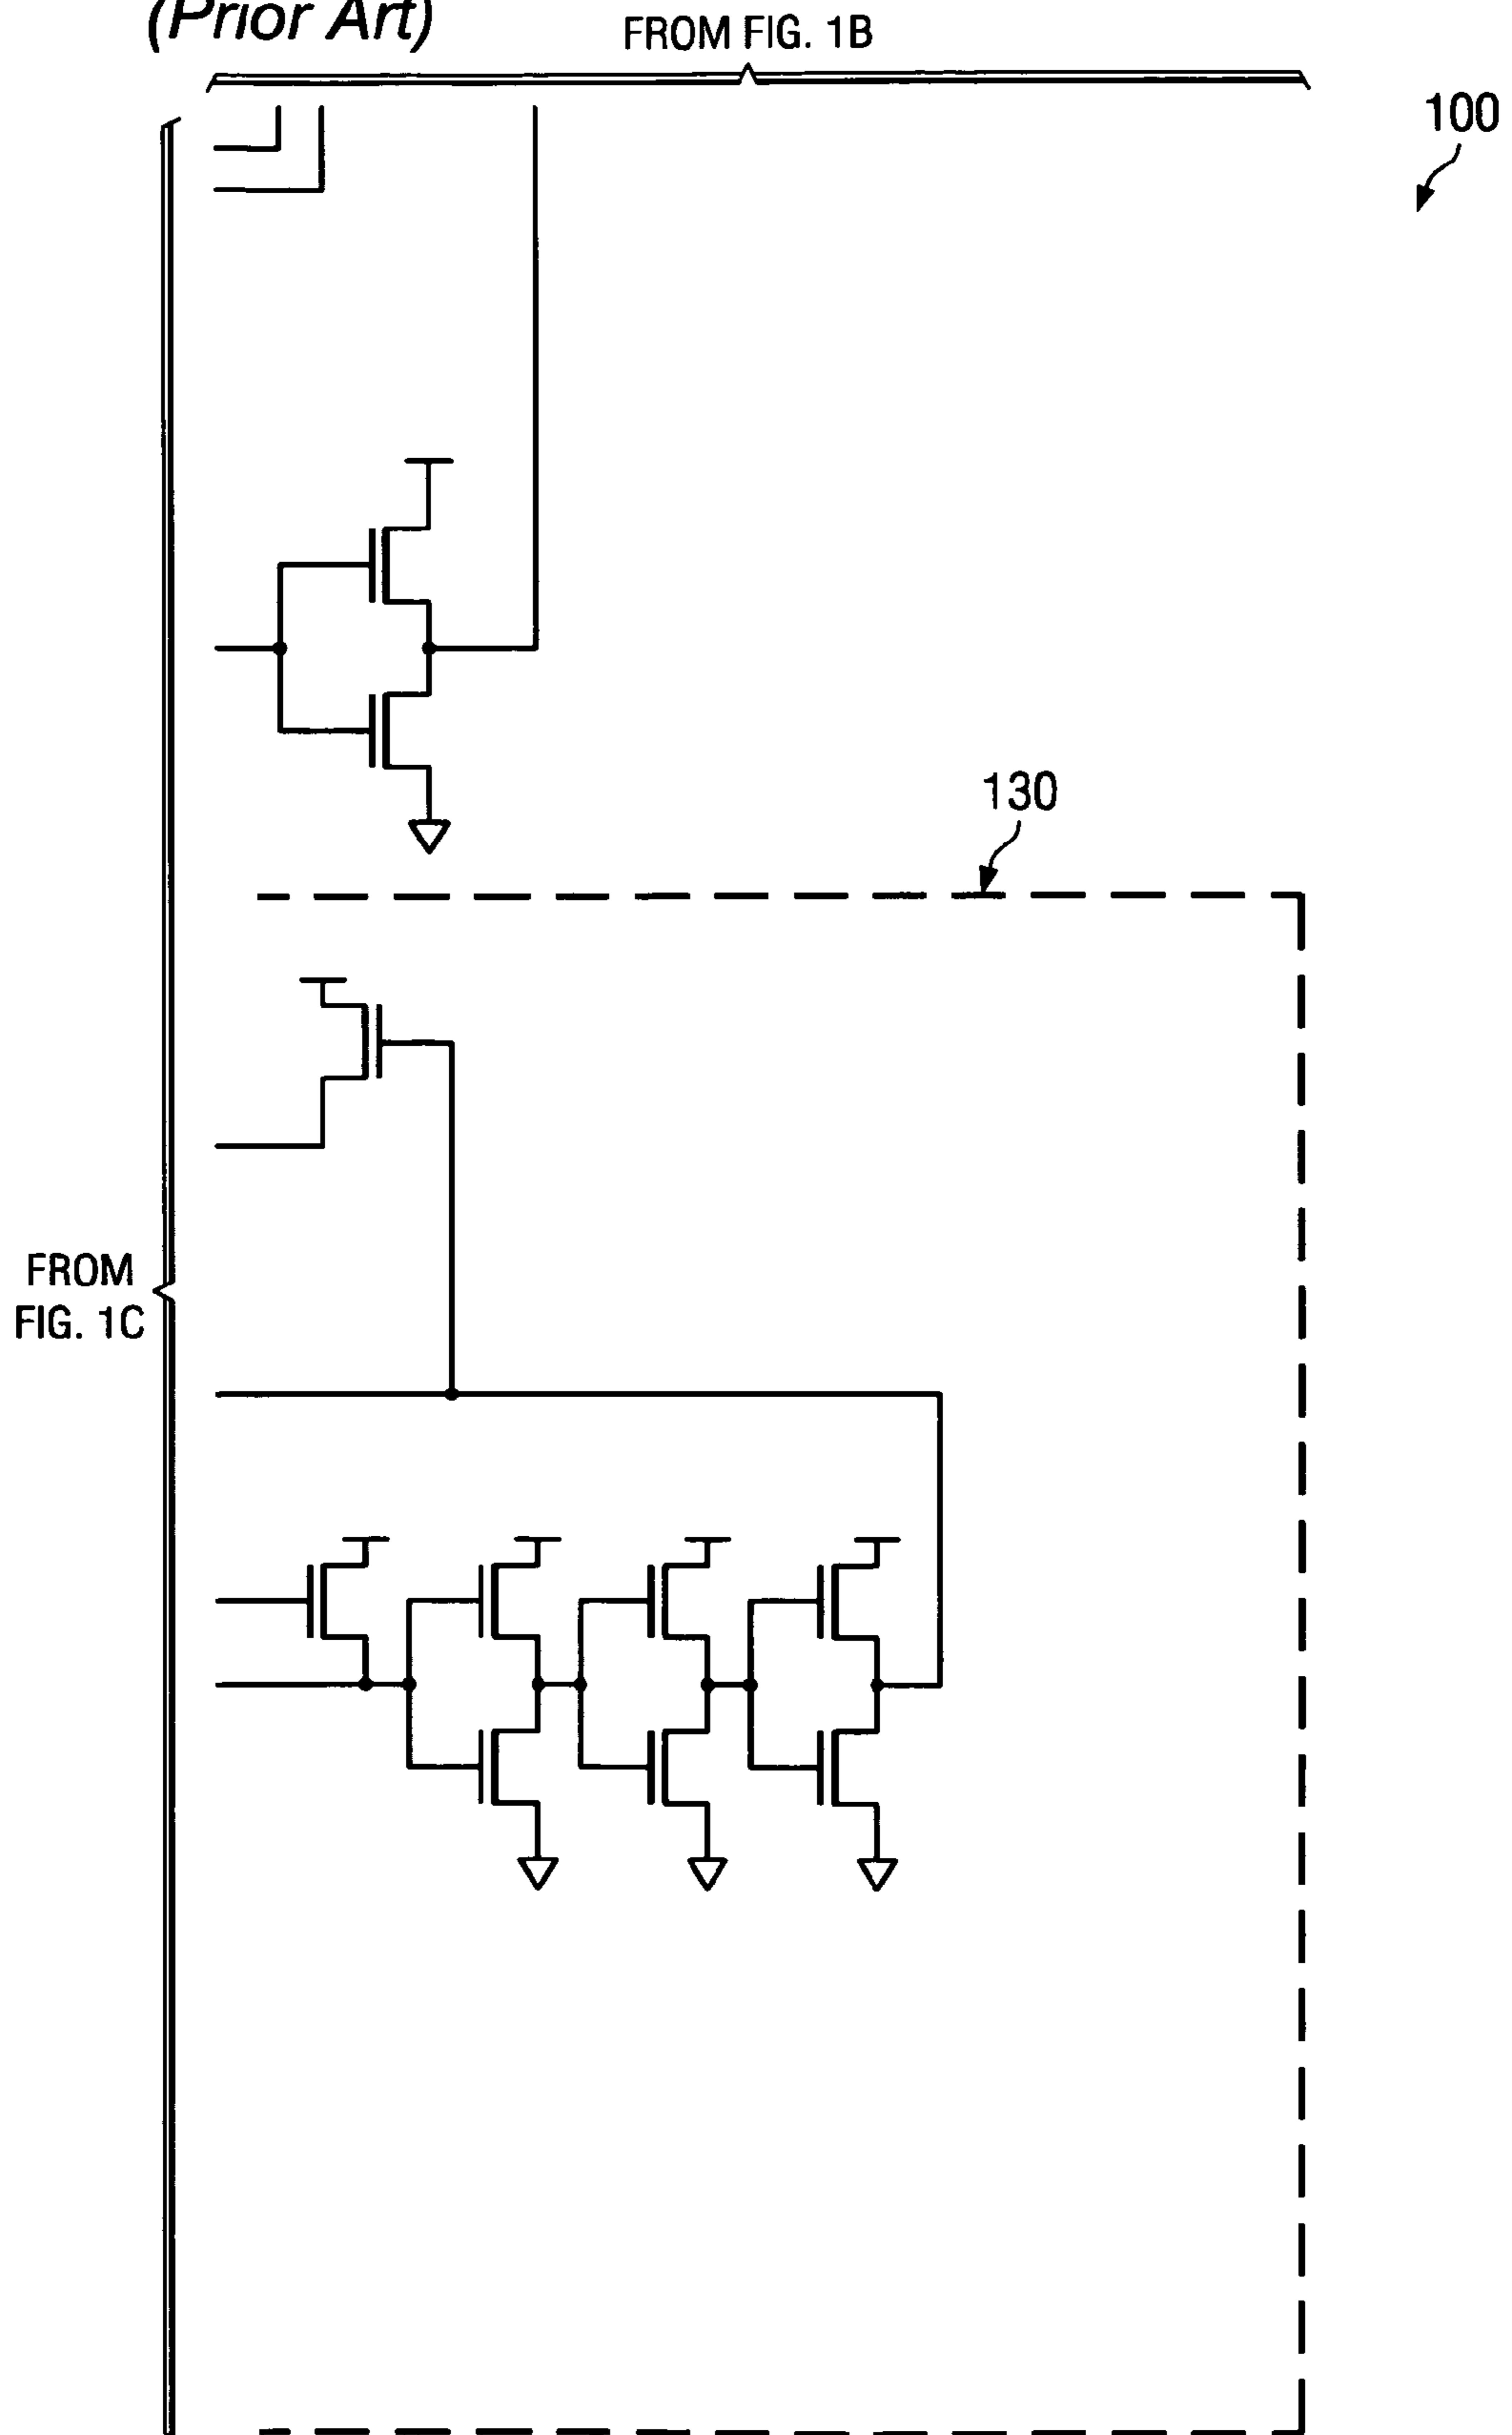 (Prior Art)
FROM FIG. 1B
100
130
FROM
FIG. 1C